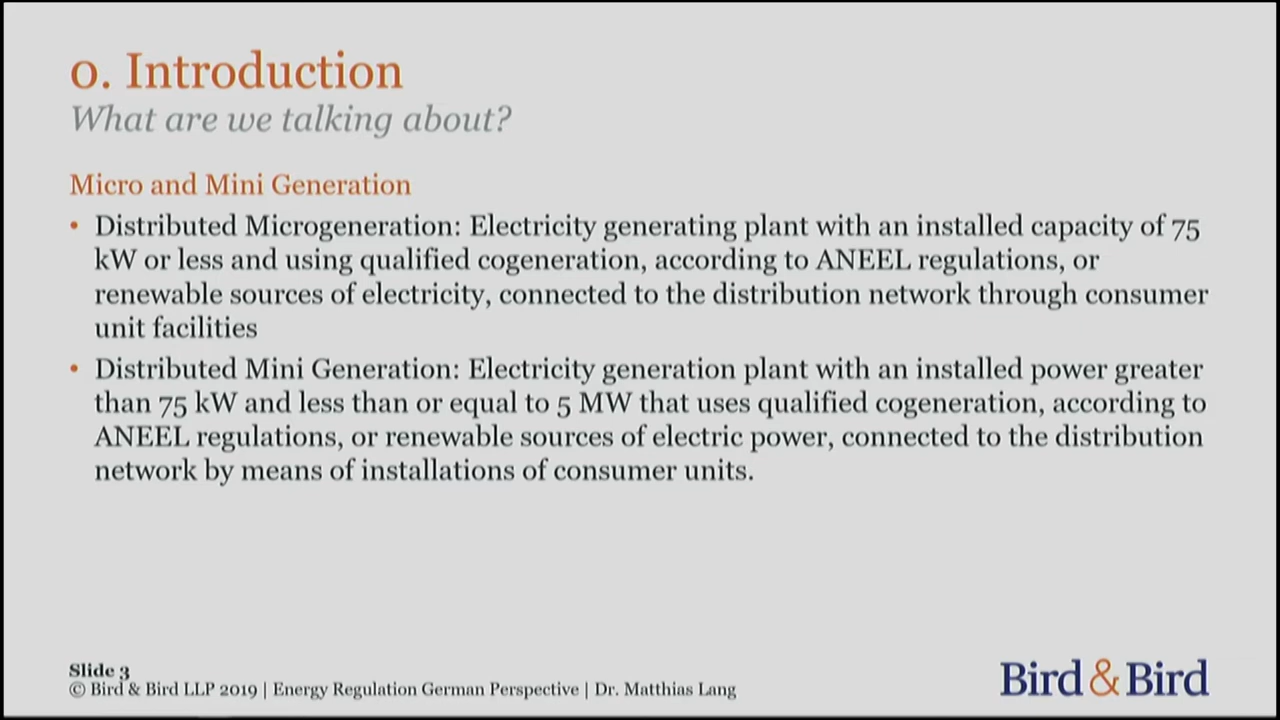 0. Introduction
What are we talking about?
Micro and Mini Generation
• Distributed Microgeneration: Electricity generating plant with an installed capacity of 75
kW or less and using qualified cogeneration, according to ANEEL regulations, or
renewable sources of electricity, connected to the distribution network through consumer
unit facilities
• Distributed Mini Generation: Electricity generation plant with an installed power greater
than 75 kW and less than or equal to 5 MW that uses qualified cogeneration, according to
ANEEL regulations, or renewable sources of electric power, connected to the distribution
network by means of installations of consumer units.
Slide 3
© Bird & Bird LLP 2019 | Energy Regulation German Perspective | Dr. Matthias Lang
Bird & Bird